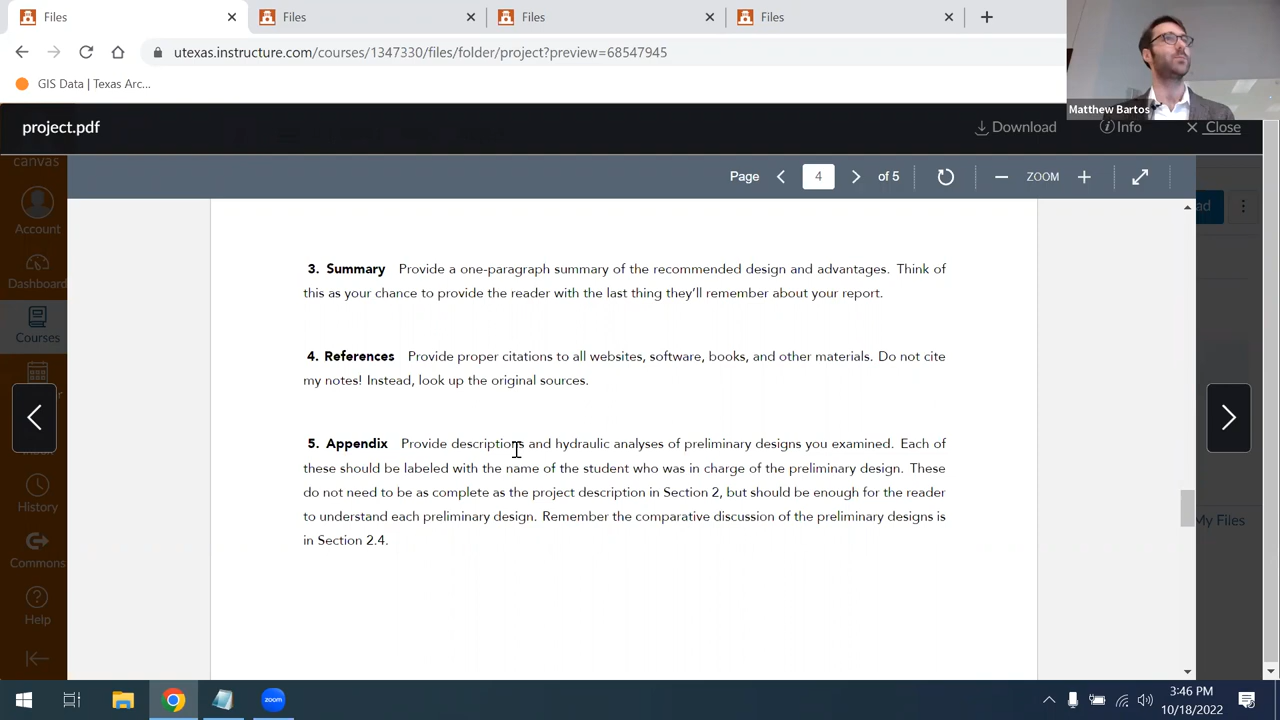 Files
Files
Files
Files
utexas.instructure.com/courses/1347330/files/folder/project?preview=68547945
GIS Data | Texas Arc...
Matthew Bartos
project.pdf
Download
Info
Close
canvas
Page 4 of 5
ZOOM
Account
ad
Dashboard
3. Summary Provide a one-paragraph summary of the recommended design and advantages. Think of
this as your chance to provide the reader with the last thing they'll remember about your report.
Courses
4. References Provide proper citations to all websites, software, books, and other materials. Do not cite
my notes! Instead, look up the original sources.
5. Appendix Provide descriptions and hydraulic analyses of preliminary designs you examined. Each of
these should be labeled with the name of the student who was in charge of the preliminary design. These
do not need to be as complete as the project description in Section 2, but should be enough for the reader
to understand each preliminary design. Remember the comparative discussion of the preliminary designs is
in Section 2.4.
History
My Files
Commons
Help
zoom
3:46 PM
10/18/2022